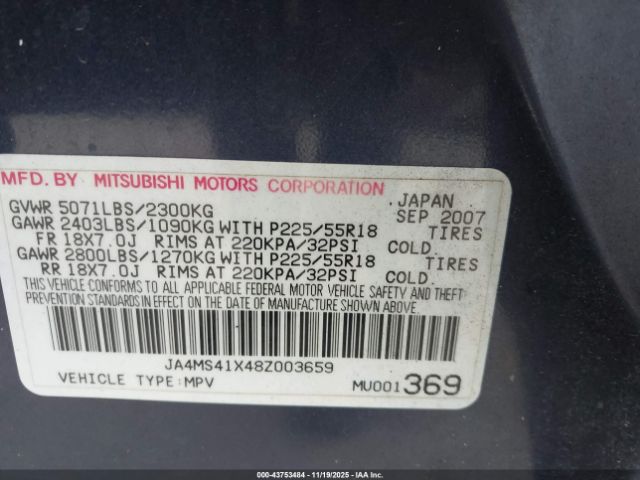 MFD. BY MITSUBISHI MOTORS CORPORATION
JAPAN
GVWR 5071LBS/2300KG SEP 2007
GAWR 2403LBS/1090KG WITH P225/55R18 TIRES
FR 18X7.0J RIMS AT 220KPA/32PSI COLD.
GAWR 2800LBS/1270KG WITH P225/55R18 TIRES
RR 18X7.0J RIMS AT 220KPA/32PSI COLD.
THIS VEHICLE CONFORMS TO ALL APPLICABLE FEDERAL MOTOR VEHICLE SAFETY AND THEFT
PREVENTION STANDARDS IN EFFECT ON THE DATE OF MANUFACTURE SHOWN ABOVE.
JA4MS41X48Z003659
VEHICLE TYPE:MPV MU001369
000-43753484 - 11/19/2025 - IAAI.COM